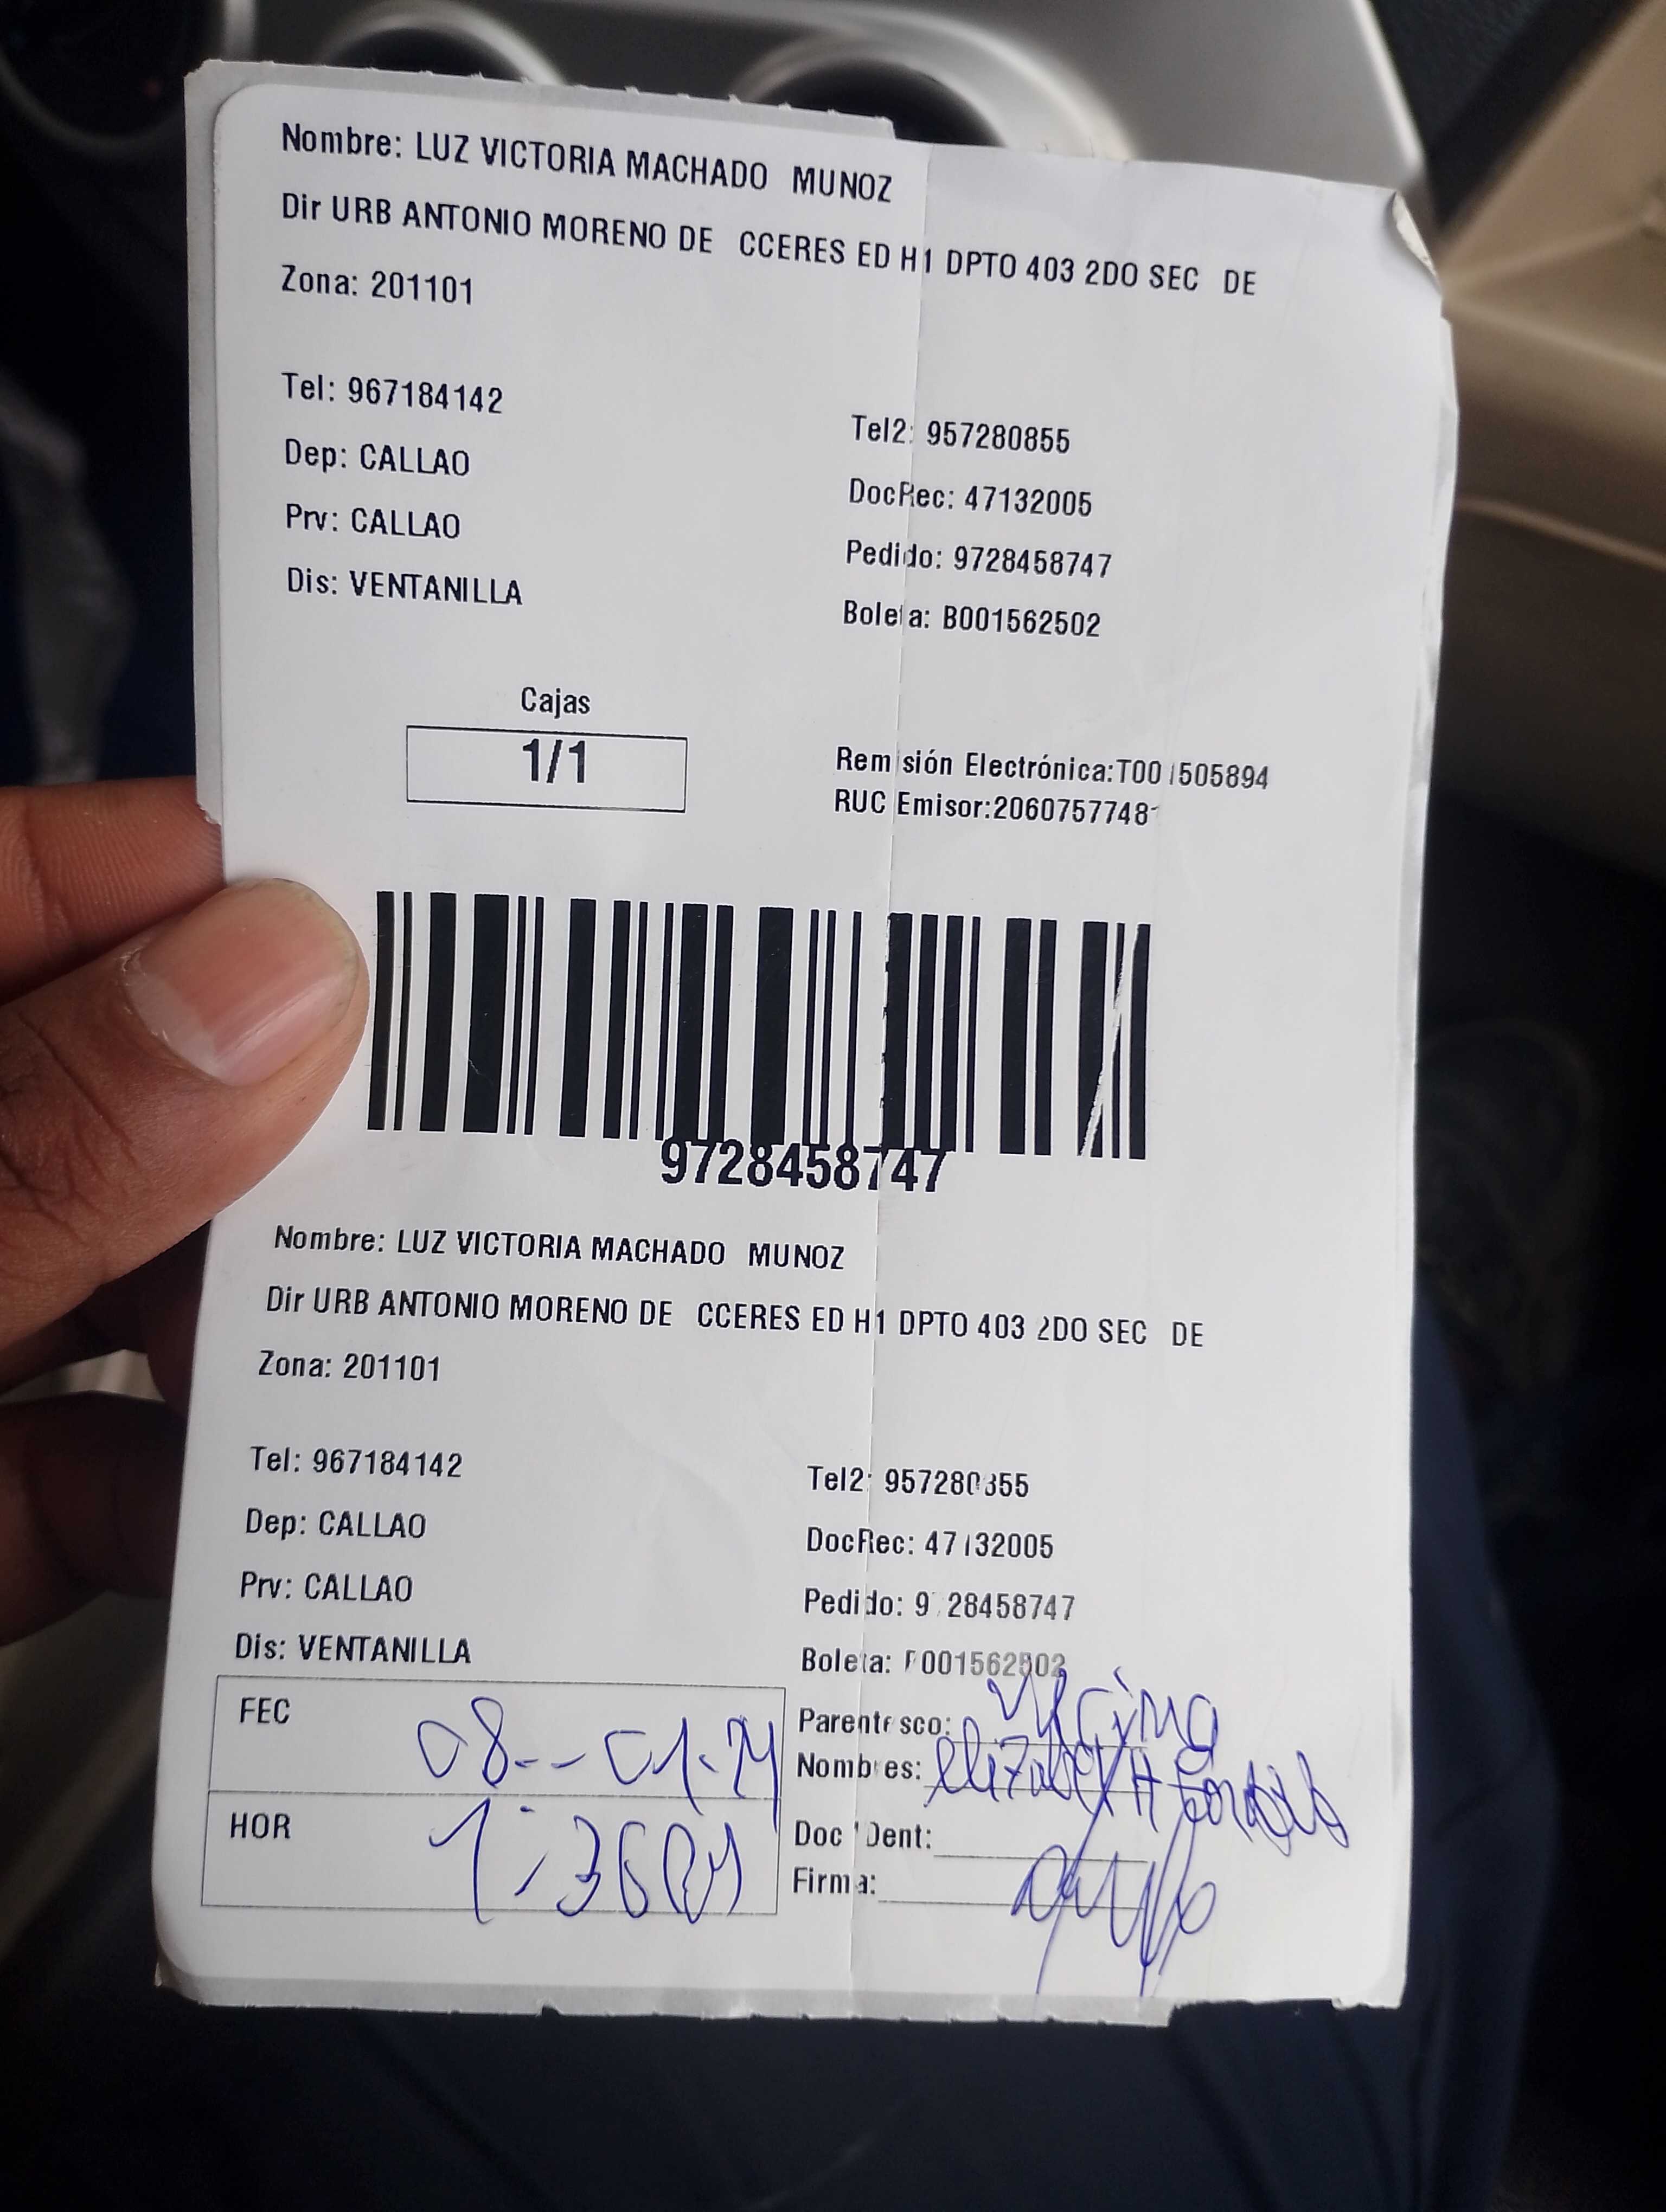 Nombre: LUZ VICTORIA MACHADO MUNOZ
Dir URB ANTONIO MORENO DE CCERES ED H1 DPTO 403 2DO SEC DE
Zona: 201101
Tel: 967184142
Tel2: 957280855
Dep: CALLAO
DocRec: 47132005
Prv: CALLAO
Pedido: 9728458747
Dis: VENTANILLA
Boleta: B001562502
Cajas
1/1
Remisión Electrónica:T001505894
RUC Emisor:2060757748
9728458747
Nombre: LUZ VICTORIA MACHADO MUNOZ
Dir URB ANTONIO MORENO DE CCERES ED H1 DPTO 403 2DO SEC DE
Zona: 201101
Tel: 967184142
Tel2: 957280855
Dep: CALLAO
DocRec: 47132005
Prv: CALLAO
Pedido: 9728458747
Dis: VENTANILLA
Boleta: B001562502
FEC 08--01-24
Parentesco: Vecina
Nombres: Elizabeth
HOR
Doc Ident:
Firma: